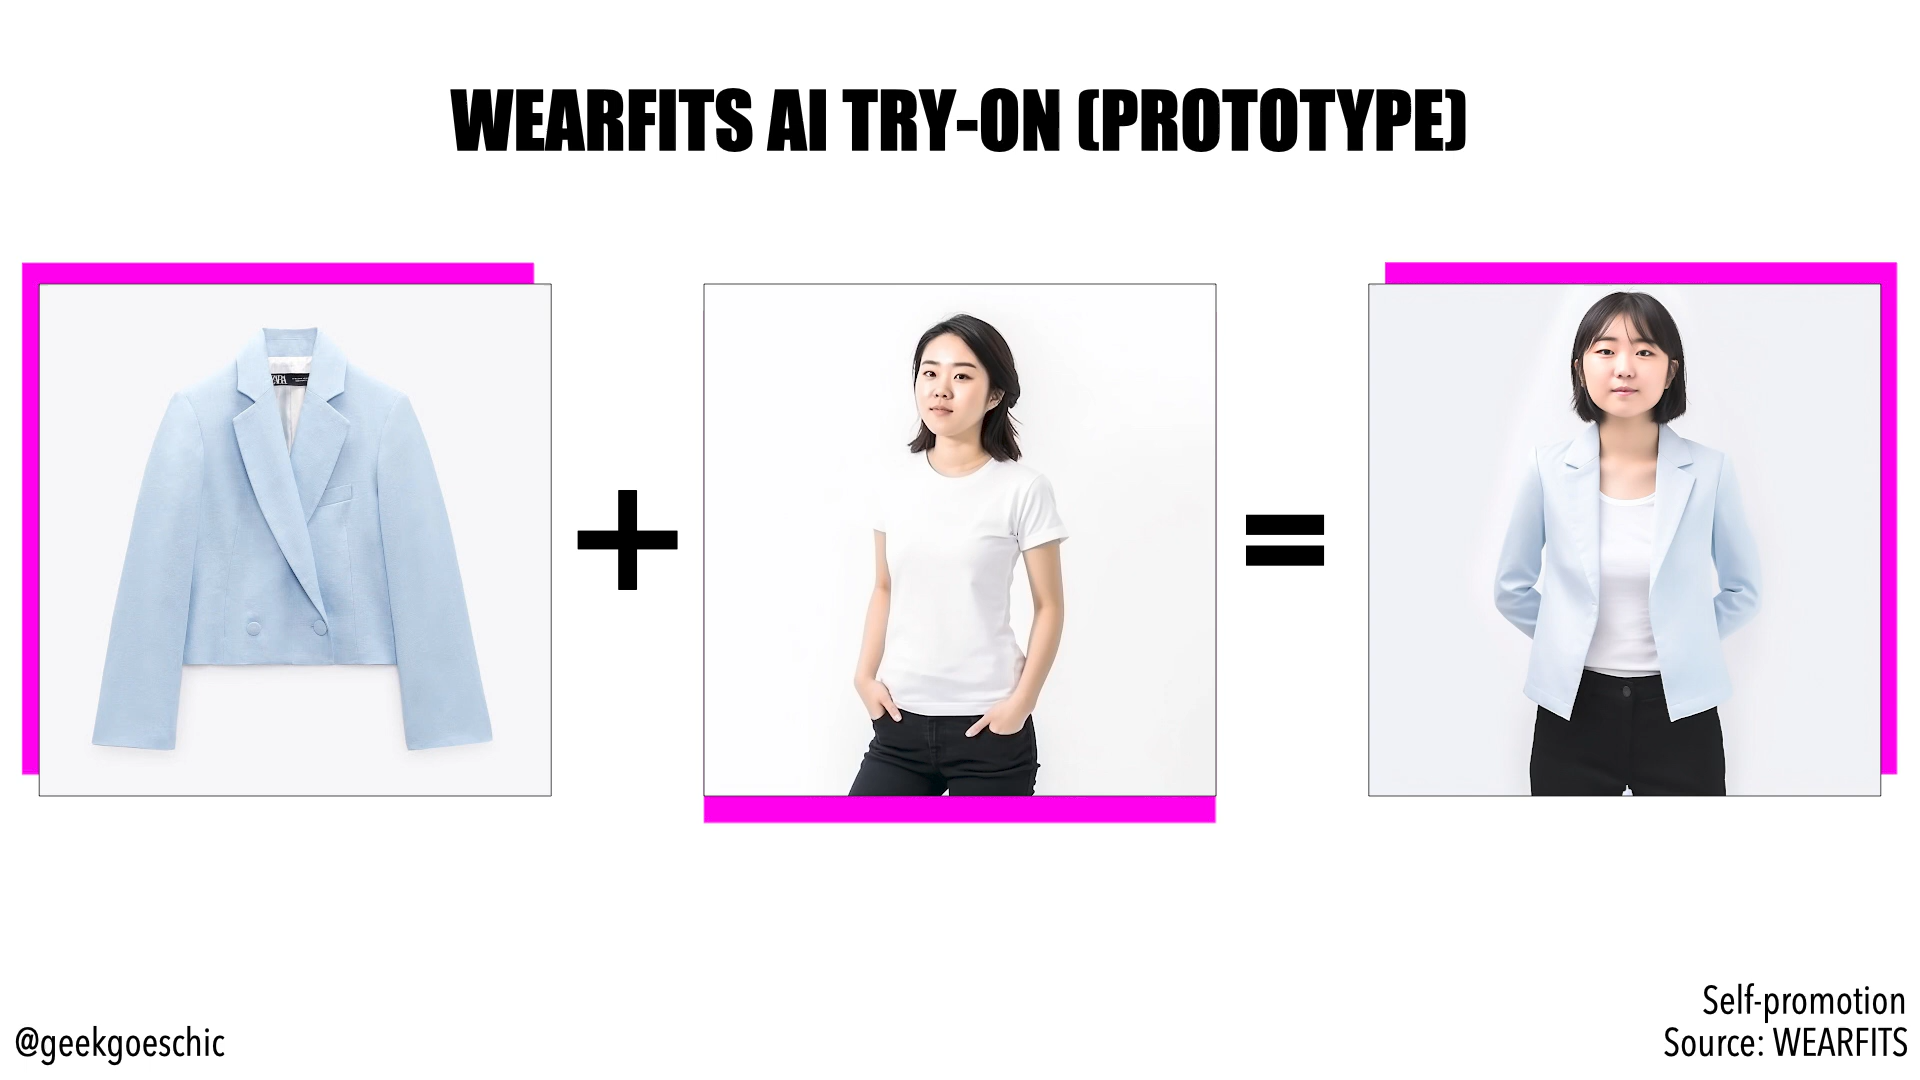 WEARFITS AI TRY-ON (PROTOTYPE)
+
=
@geekgoeschic
Self-promotion
Source: WEARFITS